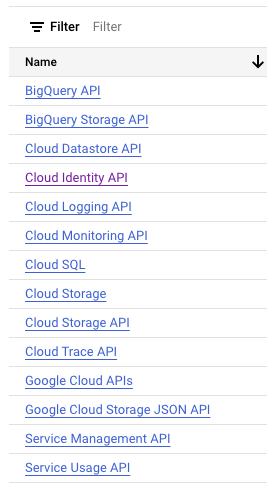 Filter Filter
Name
BigQuery API
BigQuery Storage API
Cloud Datastore API
Cloud Identity API
Cloud Logging API
Cloud Monitoring API
Cloud SQL
Cloud Storage
Cloud Storage API
Cloud Trace API
Google Cloud APIs
Google Cloud Storage JSON API
Service Management API
Service Usage API